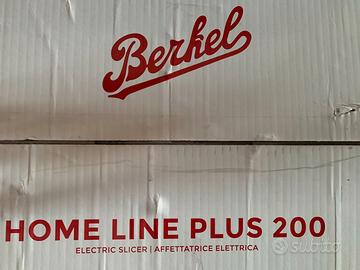 Berkel
HOME LINE PLUS 200
ELECTRIC SLICER | AFFETTATRICE ELETTRICA
subito